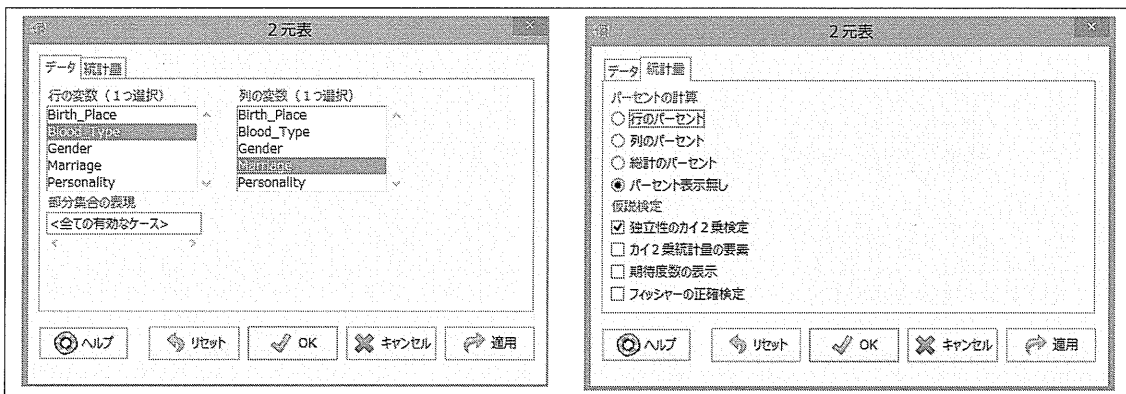 2元表
データ 統計量
行の変数（1つ選択） 列の変数（1つ選択）
Birth_Place Birth_Place
Blood_Type Blood_Type
Gender Gender
Marriage Marriage
Personality Personality
部分集合の表現
<全ての有効なケース>
ヘルプ リセット OK キャンセル 適用
2元表
データ 統計量
パーセントの計算
行のパーセント
列のパーセント
総計のパーセント
パーセント表示無し
仮説検定
独立性のカイ2乗検定
カイ2乗統計量の要素
期待度数の表示
フィッシャーの正確検定
ヘルプ リセット OK キャンセル 適用